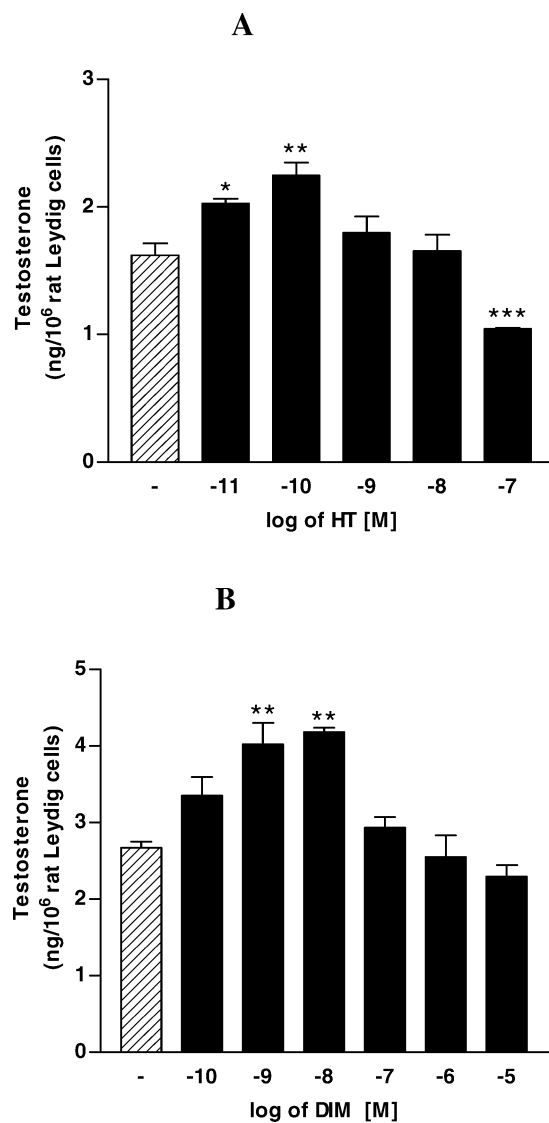 A
Testosterone
(ng/10⁶ rat Leydig cells)
3
2
1
0
*
**
***
- -11 -10 -9 -8 -7
log of HT [M]
B
Testosterone
(ng/10⁶ rat Leydig cells)
5
4
3
2
1
0
** **
- -10 -9 -8 -7 -6 -5
log of DIM [M]